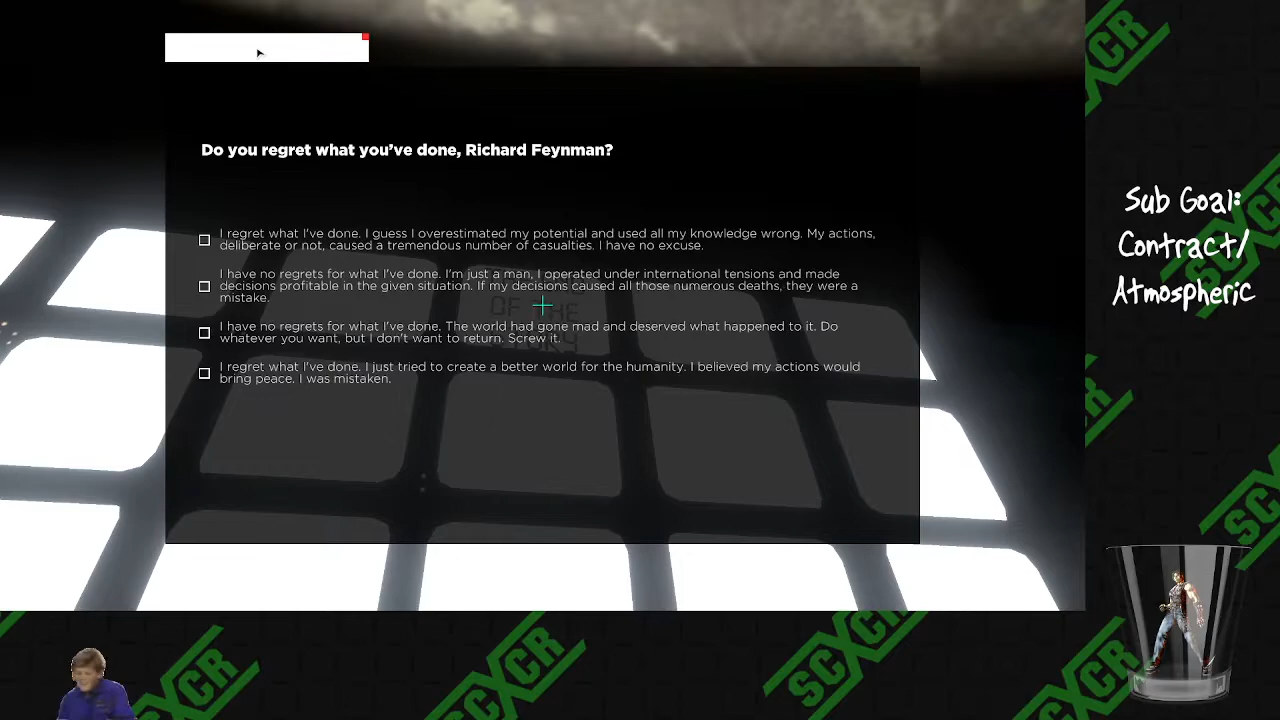 Do you regret what you've done, Richard Feynman?
I regret what I've done. I guess I overestimated my potential and used all my knowledge wrong. My actions,
deliberate or not, caused a tremendous number of casualties. I have no excuse.
I have no regrets for what I've done. I'm just a man, I operated under international tensions and made
decisions profitable in the given situation. If my decisions caused all those numerous deaths, they were a
mistake.
OF THE
I have no regrets for what I've done. The world had gone mad and deserved what happened to it. Do
whatever you want, but I don't want to return. Screw it.
I regret what I've done. I just tried to create a better world for the humanity. I believed my actions would
bring peace. I was mistaken.
Sub Goal:
Contract/
Atmospheric
SCXCR
SCXCR
SCXCR
SCXCR